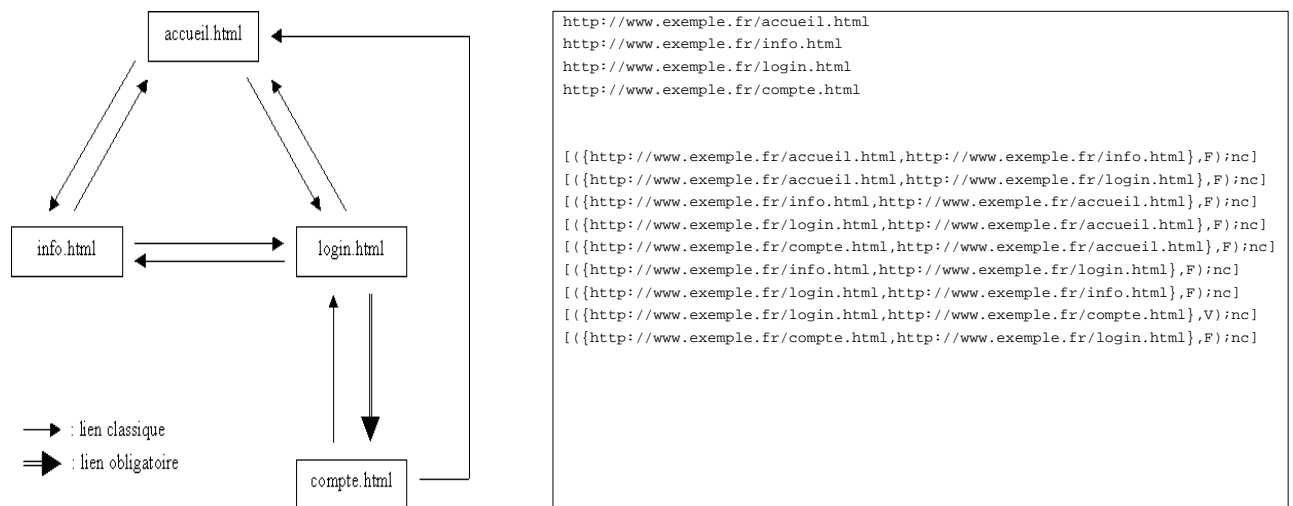 accueil.html
info.html
login.html
: lien classique
: lien obligatoire
compte.html
http://www.exemple.fr/accueil.html
http://www.exemple.fr/info.html
http://www.exemple.fr/login.html
http://www.exemple.fr/compte.html
[({http://www.exemple.fr/accueil.html,http://www.exemple.fr/info.html},F);nc]
[({http://www.exemple.fr/accueil.html,http://www.exemple.fr/login.html},F);nc]
[({http://www.exemple.fr/info.html,http://www.exemple.fr/accueil.html},F);nc]
[({http://www.exemple.fr/login.html,http://www.exemple.fr/accueil.html},F);nc]
[({http://www.exemple.fr/compte.html,http://www.exemple.fr/accueil.html},F);nc]
[({http://www.exemple.fr/info.html,http://www.exemple.fr/login.html},F);nc]
[({http://www.exemple.fr/login.html,http://www.exemple.fr/info.html},F);nc]
[({http://www.exemple.fr/login.html,http://www.exemple.fr/compte.html},V);nc]
[({http://www.exemple.fr/compte.html,http://www.exemple.fr/login.html},F);nc]